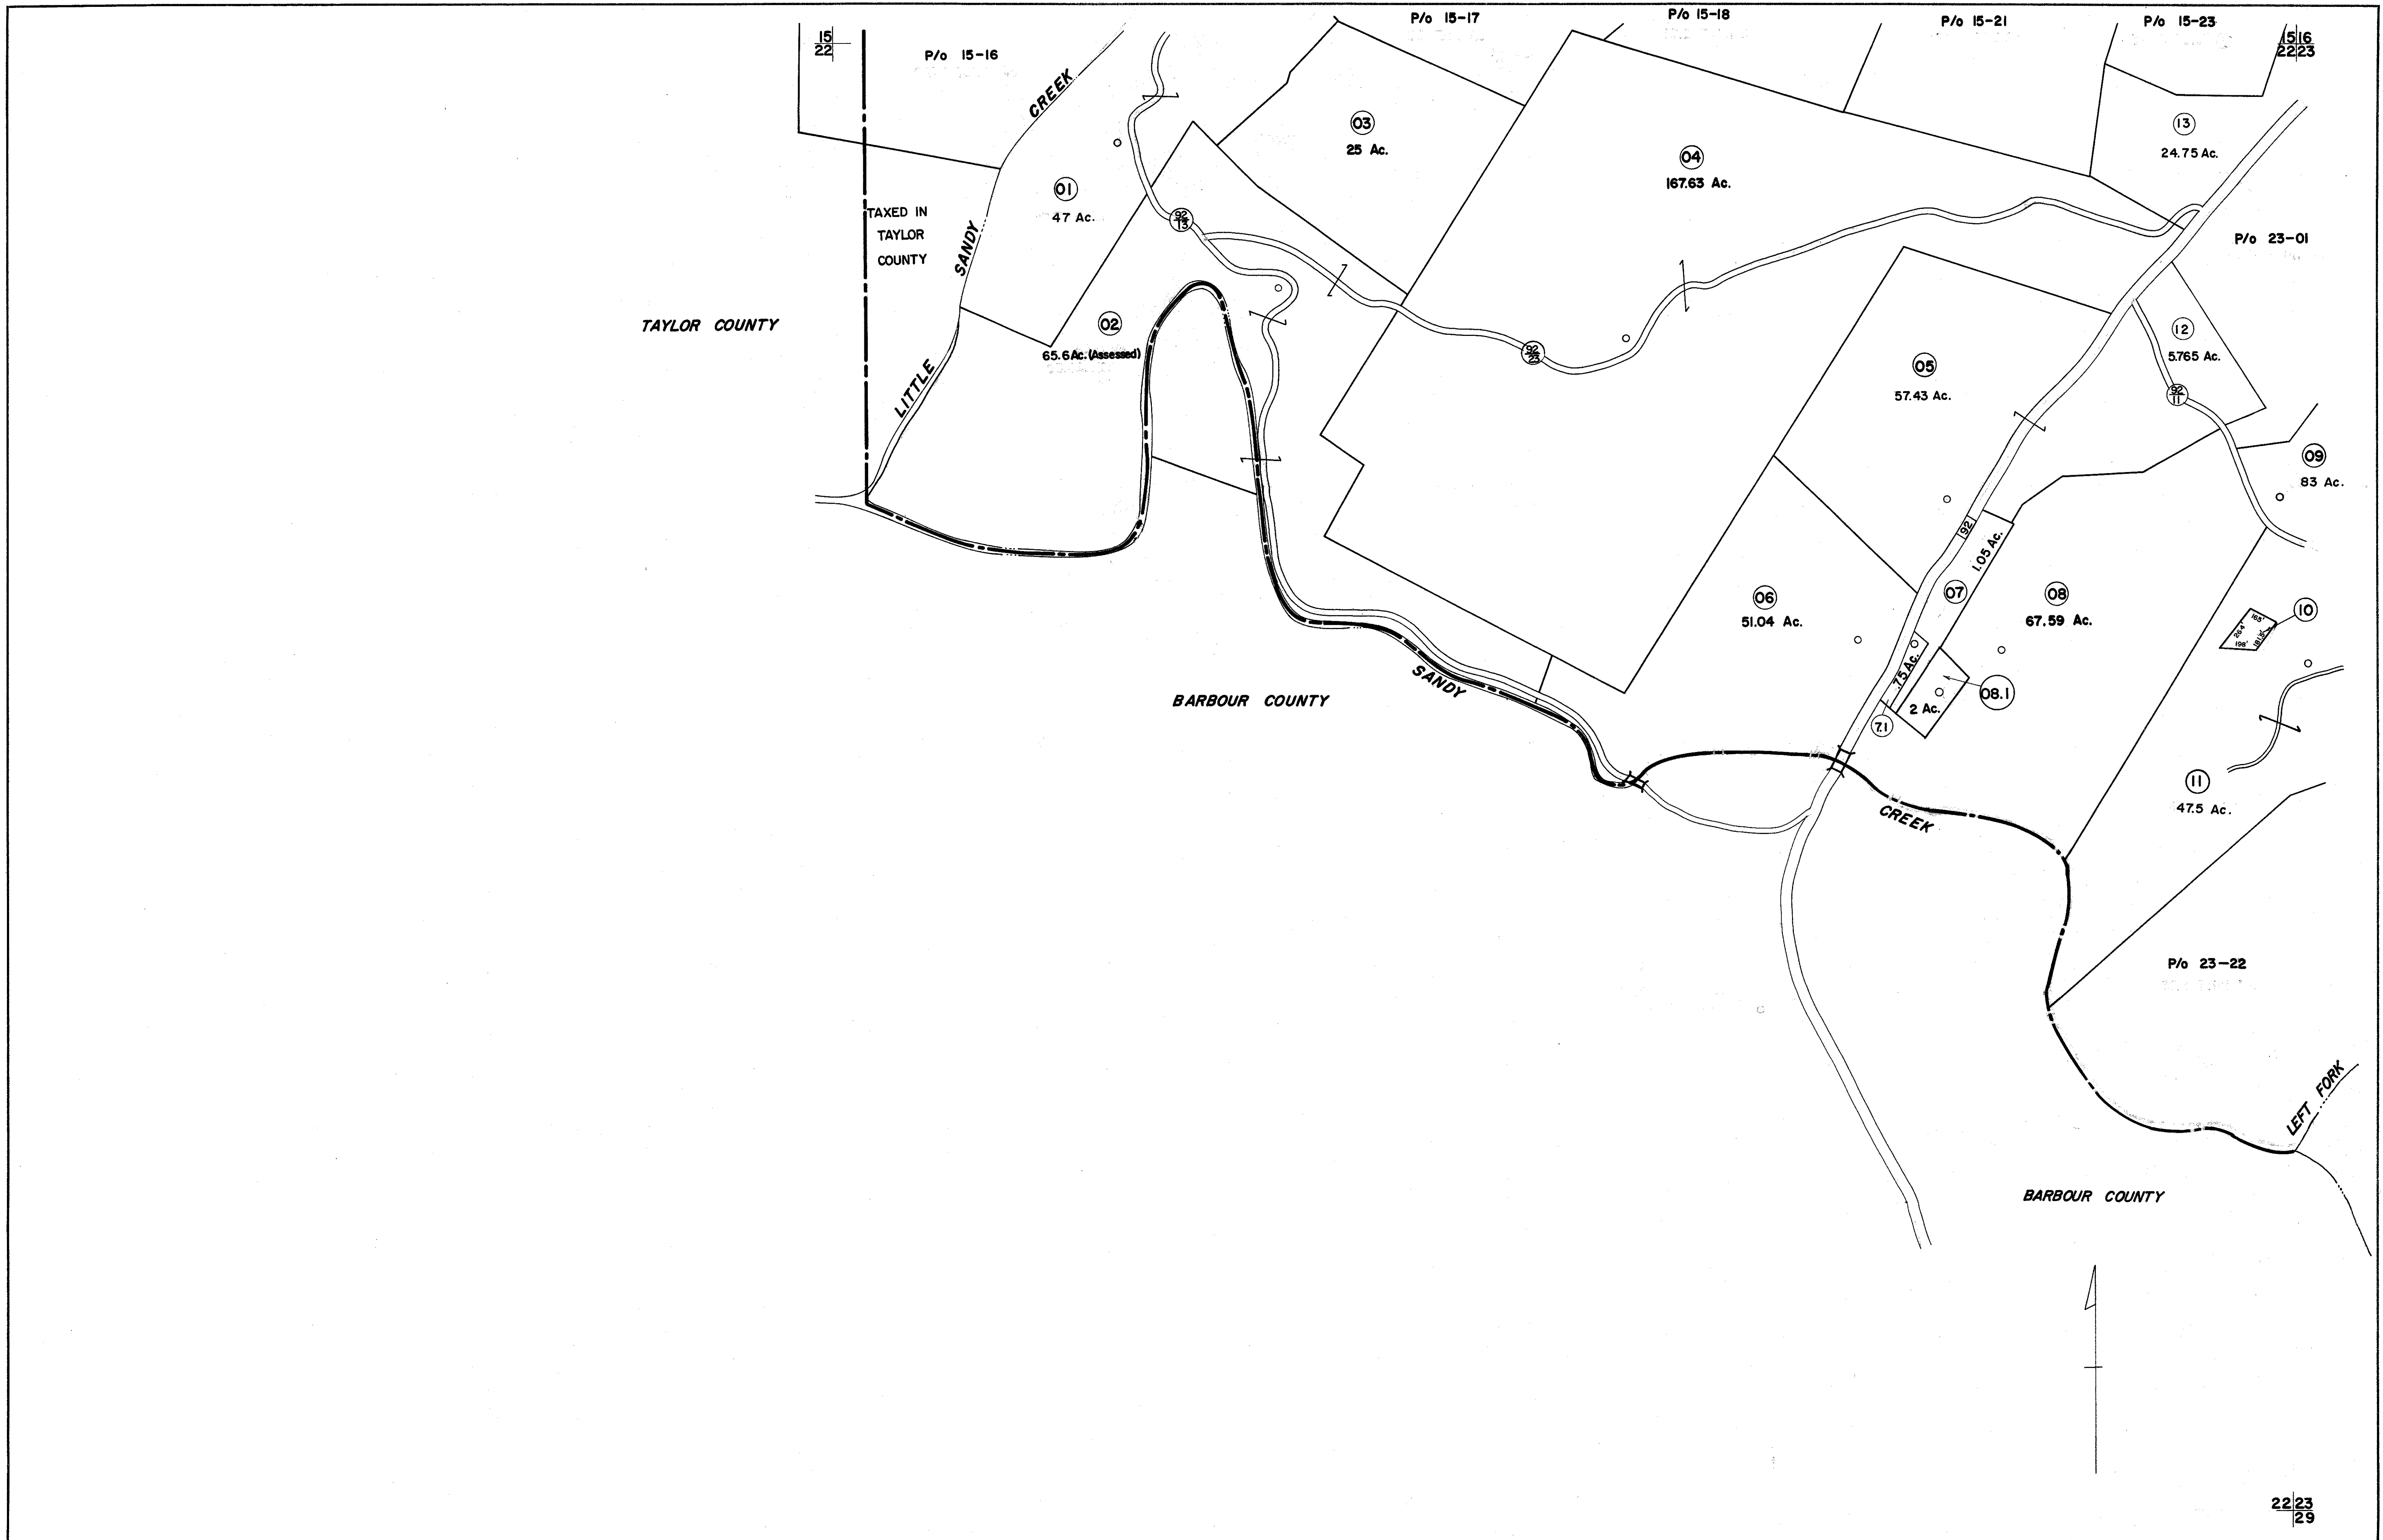 P/o 15-17
P/o 15-18
P/o 15-21
P/o 15-23
15
22
P/o 15-16
15 16
22 23
CREEK
03
25 Ac.
13
24.75 Ac.
04
167.63 Ac.
01
47 Ac.
TAXED IN
TAYLOR
COUNTY
92
13
SANDY
P/o 23-01
TAYLOR COUNTY
02
65.6 Ac. (Assessed)
12
5.765 Ac.
92
23
LITTLE
05
57.43 Ac.
92
11
09
83 Ac.
92
1.05 Ac.
07
06
51.04 Ac.
08
67.59 Ac.
10
165'
264'
181.5'
198'
.75 Ac.
SANDY
08.1
2 Ac.
7.1
BARBOUR COUNTY
11
47.5 Ac.
CREEK
P/o 23-22
LEFT FORK
BARBOUR COUNTY
22 23
29